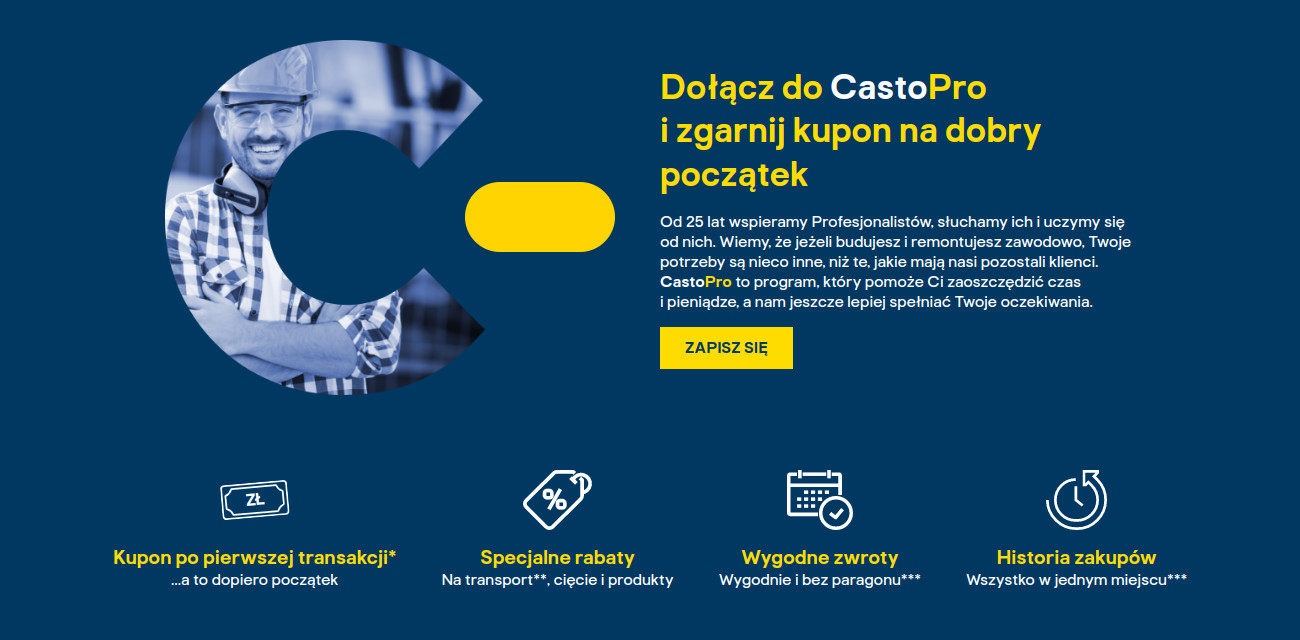 Dołącz do CastoPro
i zgarnij kupon na dobry
początek
Od 25 lat wspieramy Profesjonalistów, słuchamy ich i uczymy się
od nich. Wiemy, że jeżeli budujesz i remontujesz zawodowo, Twoje
potrzeby są nieco inne, niż te, jakie mają nasi pozostali klienci.
CastoPro to program, który pomoże Ci zaoszczędzić czas
i pieniądze, a nam jeszcze lepiej spełniać Twoje oczekiwania.
ZAPISZ SIĘ
ZŁ
%
Kupon po pierwszej transakcji*
...a to dopiero początek
Specjalne rabaty
Na transport**, cięcie i produkty
Wygodne zwroty
Wygodnie i bez paragonu***
Historia zakupów
Wszystko w jednym miejscu***